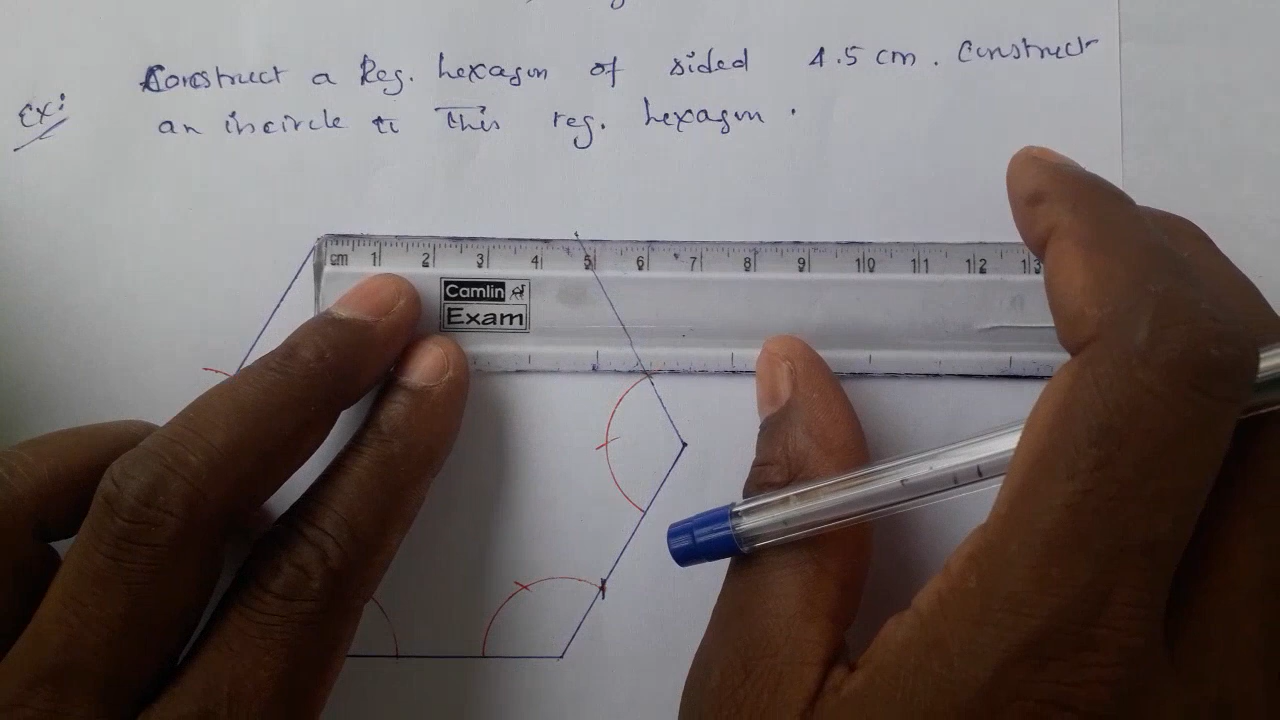 Construct a Reg. hexagon of sided 4.5 cm. Construct
Ex: an incircle to this reg. hexagon.
cm 1 2 3 4 5 6 7 8 9 10 11 12 13
Camlin
Exam